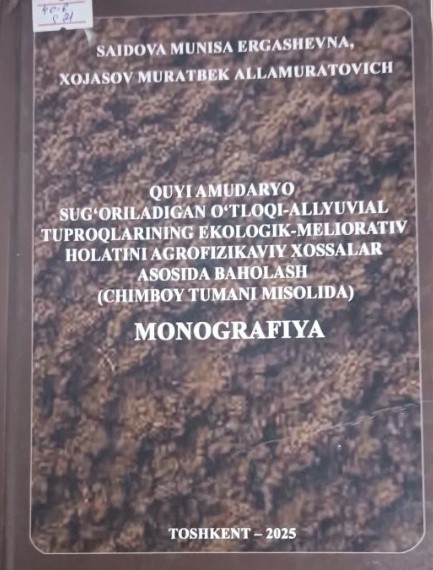 SAIDOVA MUNISA ERGASHEVNA,
XOJASOV MURATBEK ALLAMURATOVICH
QUYI AMUDARYO
SUG‘ORILADIGAN O‘TLOQI-ALLYUVIAL
TUPROQLARINING EKOLOGIK-MELIORATIV
HOLATINI AGROFIZIKAVIY XOSSALAR
ASOSIDA BAHOLASH
(CHIMBOY TUMANI MISOLIDA)
MONOGRAFIYA
TOSHKENT – 2025